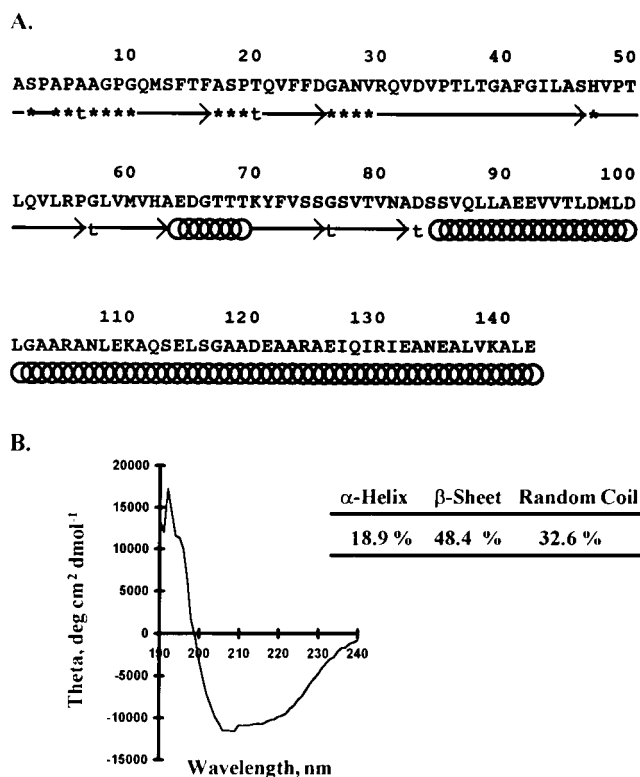 A.
10 20 30 40 50
ASPAPAAGPGQMSFTFASPTQVFFDGANVRQVDVPTLTGAFGILASHVPT
* ** t **** *** t **** *
60 70 80 90 100
LQVLRPGLVMVHAEDGTTTKYFVSSGSVTVNADSSVQLLAEEVVTLDMLD
t t t
110 120 130 140
LGAARANLEKAQSELSGAADEAARAEIQIRIEANEALVKALE
B.
20000
15000
10000
5000
0
-5000
-10000
-15000
Theta, deg cm² dmol⁻¹
190 200 210 220 230 240
Wavelength, nm
α-Helix β-Sheet Random Coil
18.9 % 48.4 % 32.6 %